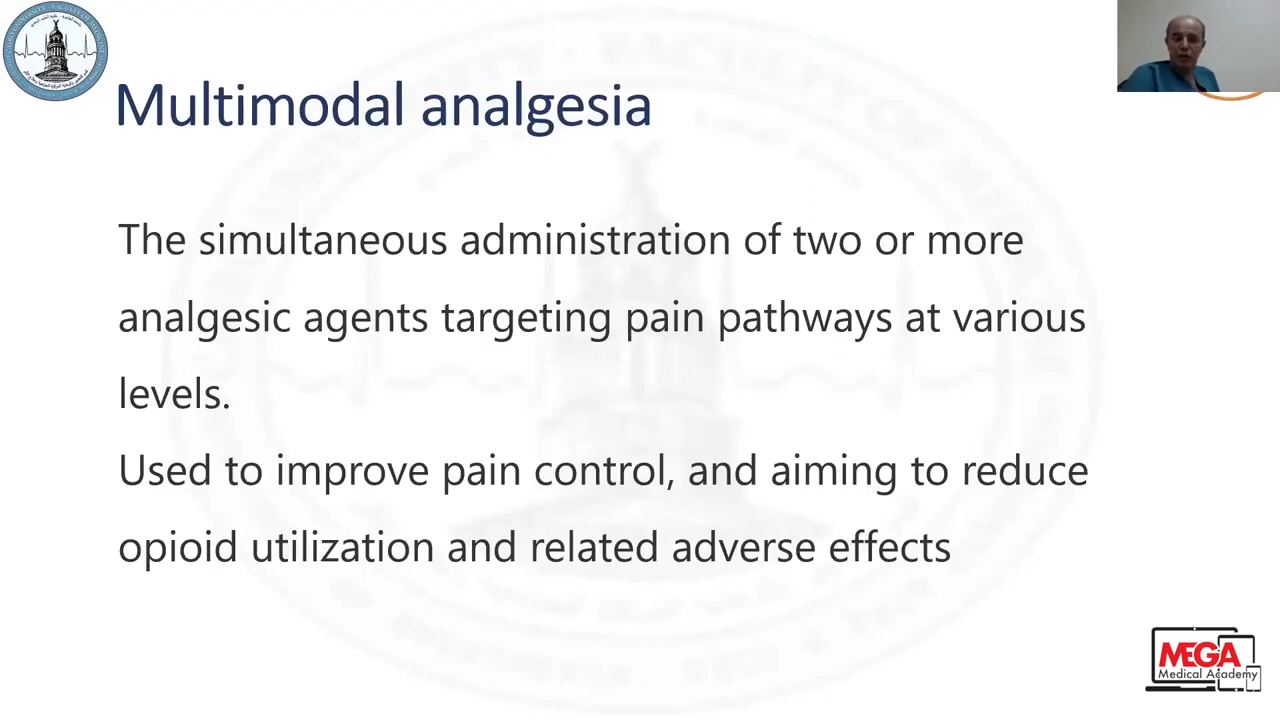 Multimodal analgesia
The simultaneous administration of two or more
analgesic agents targeting pain pathways at various
levels.
Used to improve pain control, and aiming to reduce
opioid utilization and related adverse effects
MEGA
Medical Academy